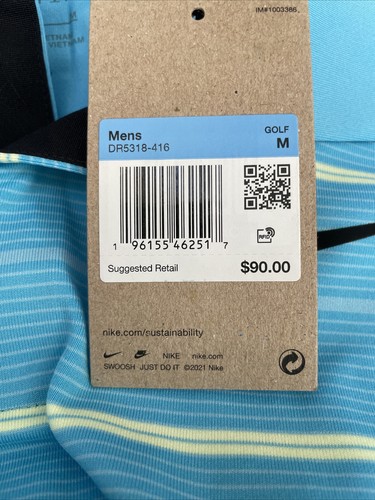 IM#1003386
VIETNAM
Mens
GOLF
DR5318-416
M
1 96155 46251 7
RFID
Suggested Retail
$90.00
nike.com/sustainability
NIKE nike.com
SWOOSH JUST DO IT ©2021 Nike